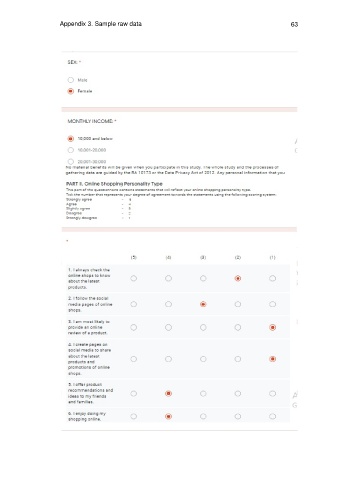 Appendix 3. Sample raw data 63
SEX: *
Male
Female
MONTHLY INCOME: *
10,000 and below
10,001-20,000
20,001-30,000
No material benefits will be given when you participate in this study. The whole study and the processes of
gathering data are guided by the RA 10173 or the Data Privacy Act of 2012. Any personal information that you
PART II. Online Shopping Personality Type
This part of the questionnaire contains statements that will reflect your online shopping personality type.
Tick the number that represents your degree of agreement towards the statements using the following scoring system:
Strongly agree - 5
Agree - 4
Slightly agree - 3
Disagree - 2
Strongly disagree - 1
*
(5) (4) (3) (2) (1)
1. I always check the
online shops to know
about the latest
products.
2. I follow the social
media pages of online
shops.
3. I am most likely to
provide an online
review of a product.
4. I create pages on
social media to share
about the latest
products and
promotions of online
shops.
5. I offer product
recommendations and
ideas to my friends
and families.
6. I enjoy doing my
shopping online.